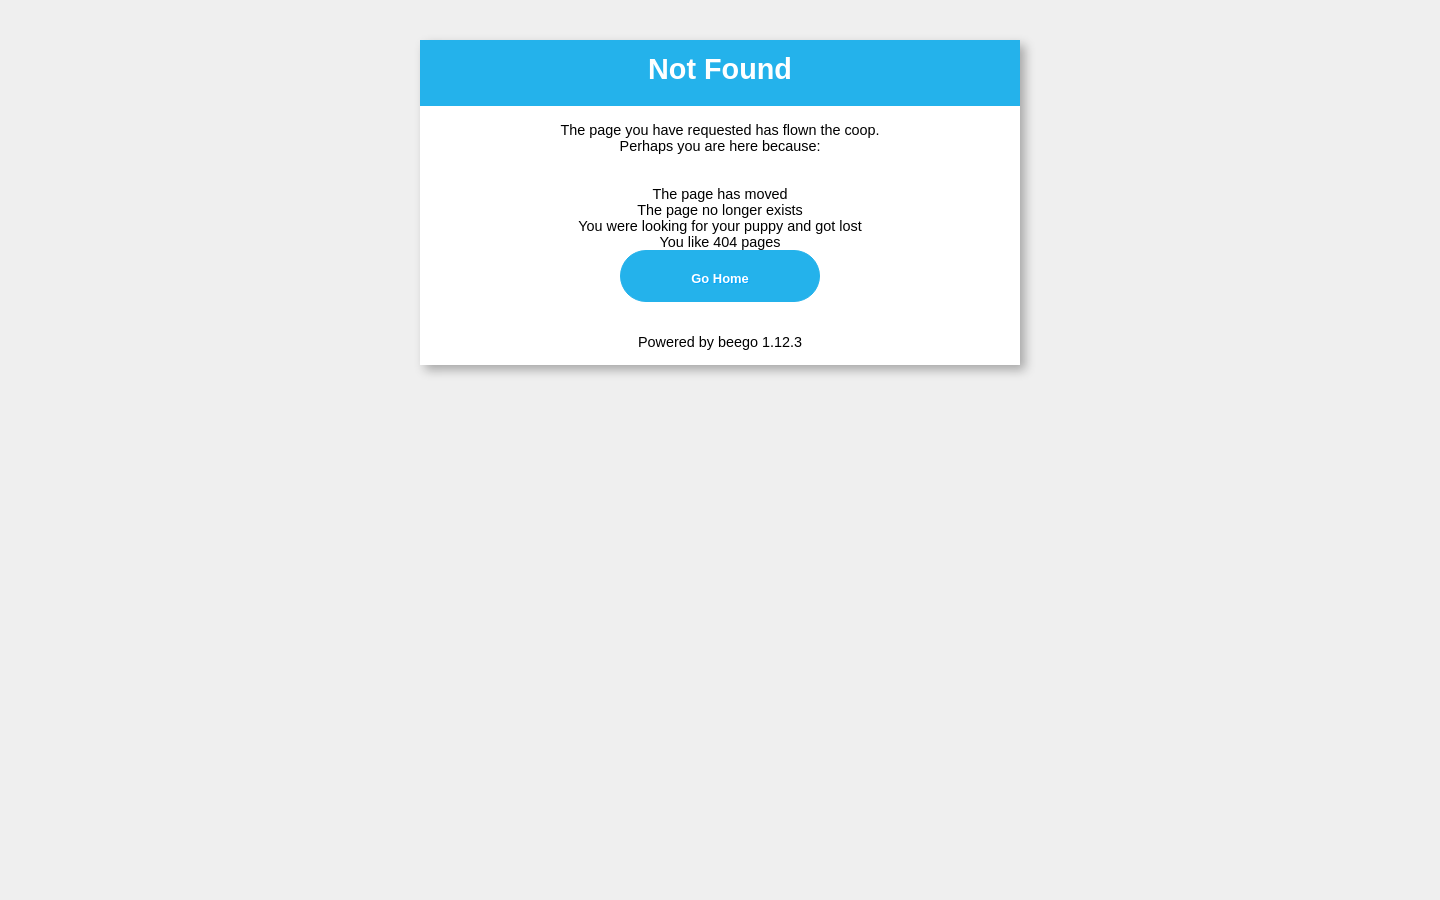 Not Found
The page you have requested has flown the coop.
Perhaps you are here because:
The page has moved
The page no longer exists
You were looking for your puppy and got lost
You like 404 pages
Go Home
Powered by beego 1.12.3